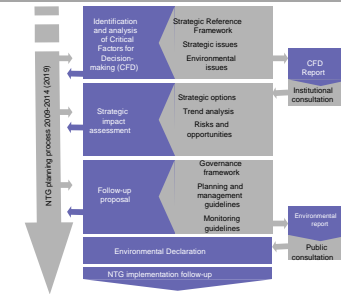 NTG planning process 2009-2014 (2019)
Identification
and analysis
of Critical
Factors for
Decision-
making (CFD)
Strategic Reference
Framework
Strategic issues
Environmental
issues
CFD
Report
Institutional
consultation
Strategic
impact
assessment
Strategic options
Trend analysis
Risks and
opportunities
Follow-up
proposal
Governance
framework
Planning and
management
guidelines
Monitoring
guidelines
Environmental
report
Public
consultation
Environmental Declaration
NTG implementation follow-up